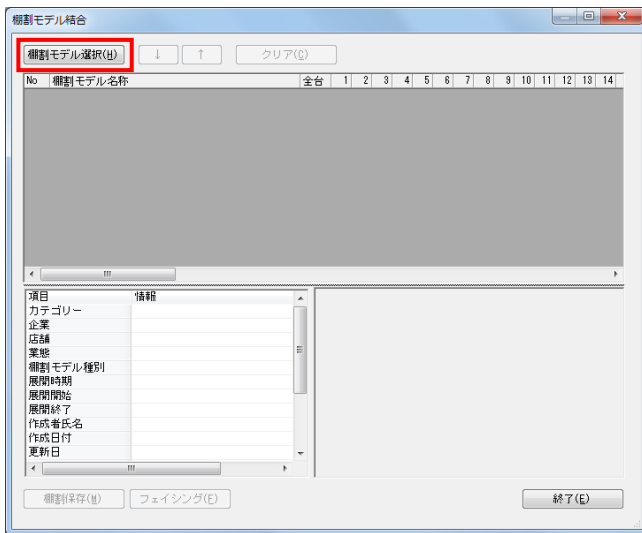 棚割モデル結合
棚割モデル選択(H) ↓ ↑ クリア(C)
No 棚割モデル名称 全台 1 2 3 4 5 6 7 8 9 10 11 12 13 14
項目 情報
カテゴリー
企業
店舗
業態
棚割モデル種別
展開時期
展開開始
展開終了
作成者氏名
作成日付
更新日
棚割保存(M) フェイシング(F) 終了(E)